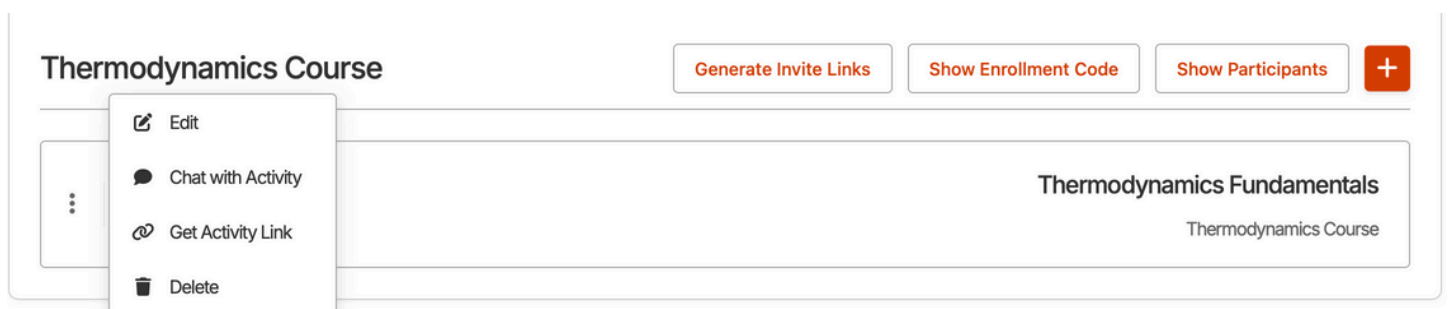 Thermodynamics Course
Generate Invite Links
Show Enrollment Code
Show Participants
+
Edit
Chat with Activity
Get Activity Link
Delete
Thermodynamics Fundamentals
Thermodynamics Course